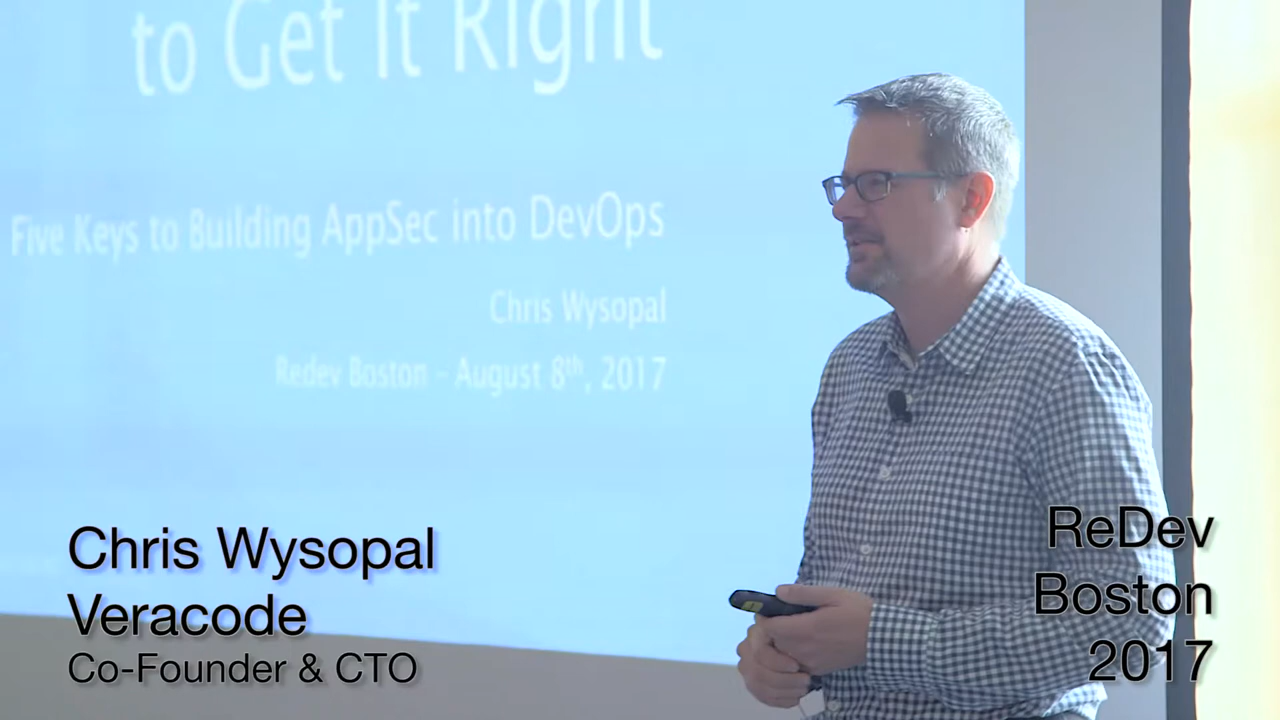 to Get It Right
Five Keys to Building AppSec into DevOps
Chris Wysopal
Redev Boston - August 8th, 2017
Chris Wysopal
Veracode
Co-Founder & CTO
ReDev
Boston
2017